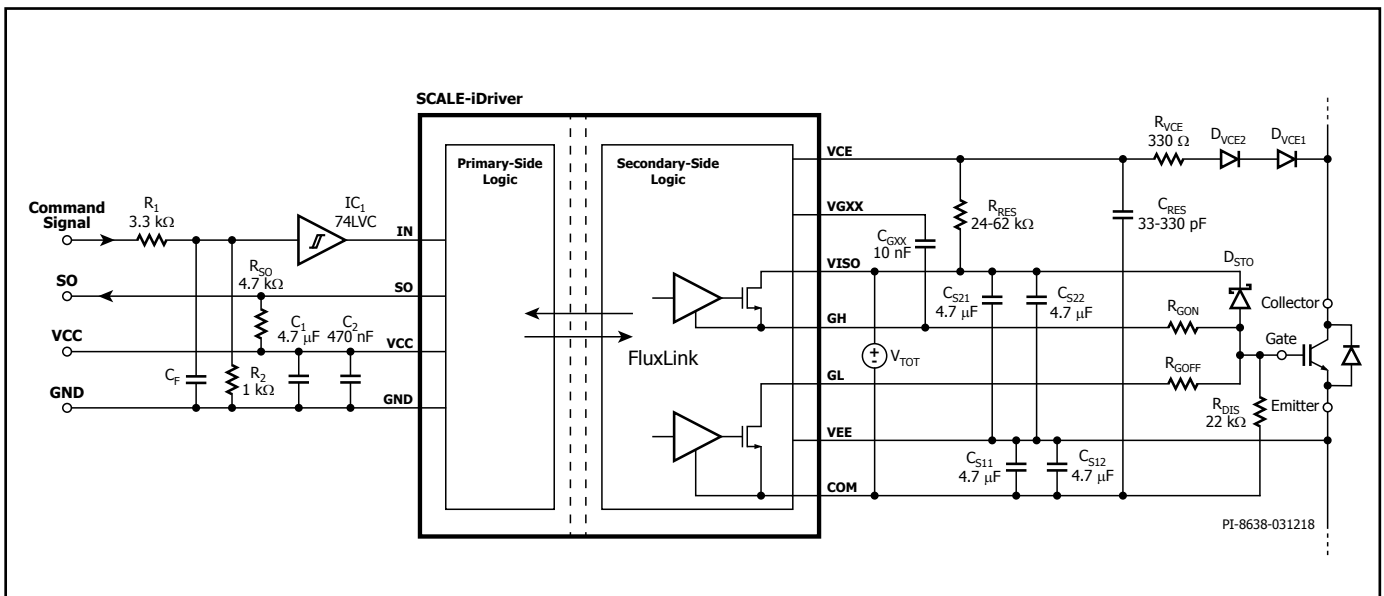 SCALE-iDriver
Primary-Side
Logic
Secondary-Side
Logic
FluxLink
Command
Signal
R1
3.3 kΩ
IC1
74LVC
IN
SO
RSO
4.7 kΩ
SO
VCC
C1
4.7 μF
C2
470 nF
VCC
CF
R2
1 kΩ
GND
GND
VCE
RVCE
330 Ω
DVCE2
DVCE1
VGXX
RRES
24-62 kΩ
CRES
33-330 pF
CGXX
10 nF
VISO
DSTO
CS21
4.7 μF
CS22
4.7 μF
Collector
GH
RGON
Gate
VTOT
GL
RGOFF
RDIS
22 kΩ
Emitter
VEE
CS11
4.7 μF
CS12
4.7 μF
COM
PI-8638-031218